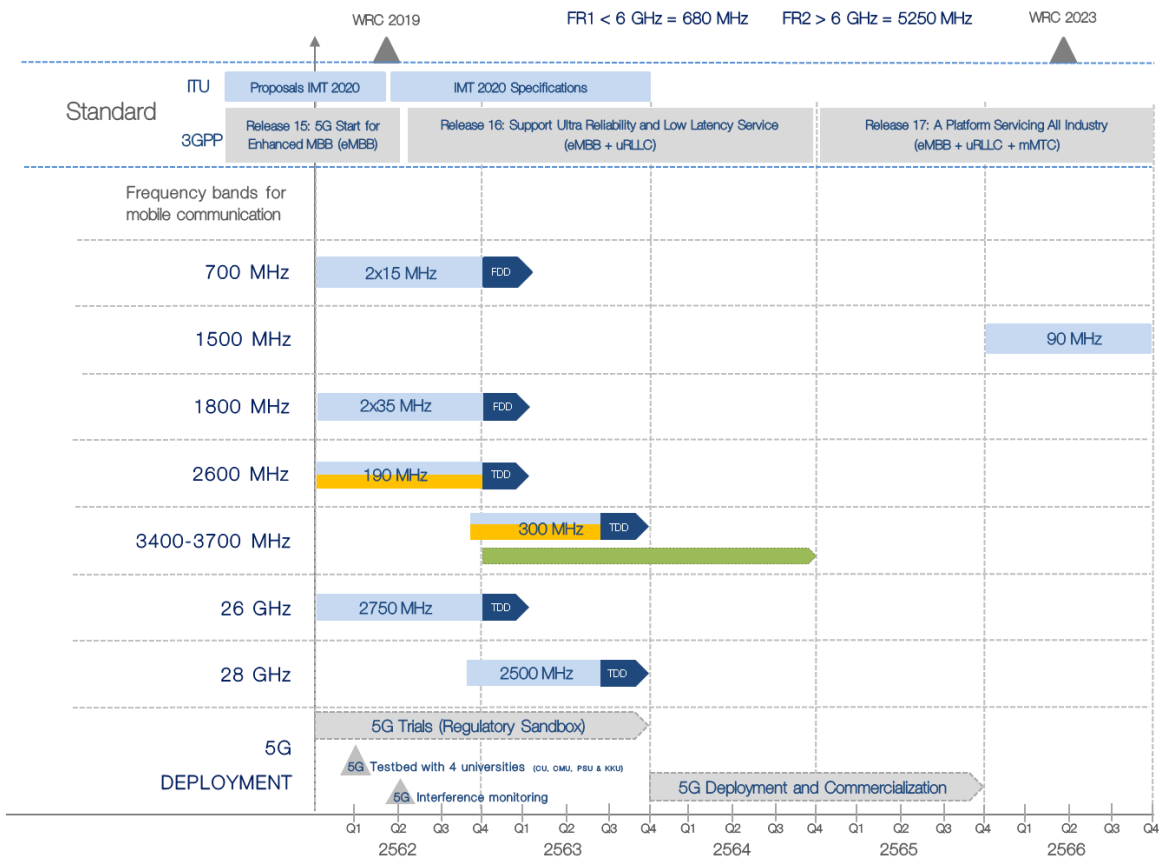 WRC 2019
FR1 < 6 GHz = 680 MHz
FR2 > 6 GHz = 5250 MHz
WRC 2023
Standard
ITU
Proposals IMT 2020
IMT 2020 Specifications
3GPP
Release 15: 5G Start for
Enhanced MBB (eMBB)
Release 16: Support Ultra Reliability and Low Latency Service
(eMBB + uRLLC)
Release 17: A Platform Servicing All Industry
(eMBB + uRLLC + mMTC)
Frequency bands for
mobile communication
700 MHz
2x15 MHz
FDD
1500 MHz
90 MHz
1800 MHz
2x35 MHz
FDD
2600 MHz
190 MHz
TDD
3400-3700 MHz
300 MHz
TDD
26 GHz
2750 MHz
TDD
28 GHz
2500 MHz
TDD
5G
DEPLOYMENT
5G Trials (Regulatory Sandbox)
5G Testbed with 4 universities (CU, CMU, PSU & KKU)
5G Interference monitoring
5G Deployment and Commercialization
Q1 Q2 Q3 Q4 Q1 Q2 Q3 Q4 Q1 Q2 Q3 Q4 Q1 Q2 Q3 Q4 Q1 Q2 Q3 Q4
2562 2563 2564 2565 2566